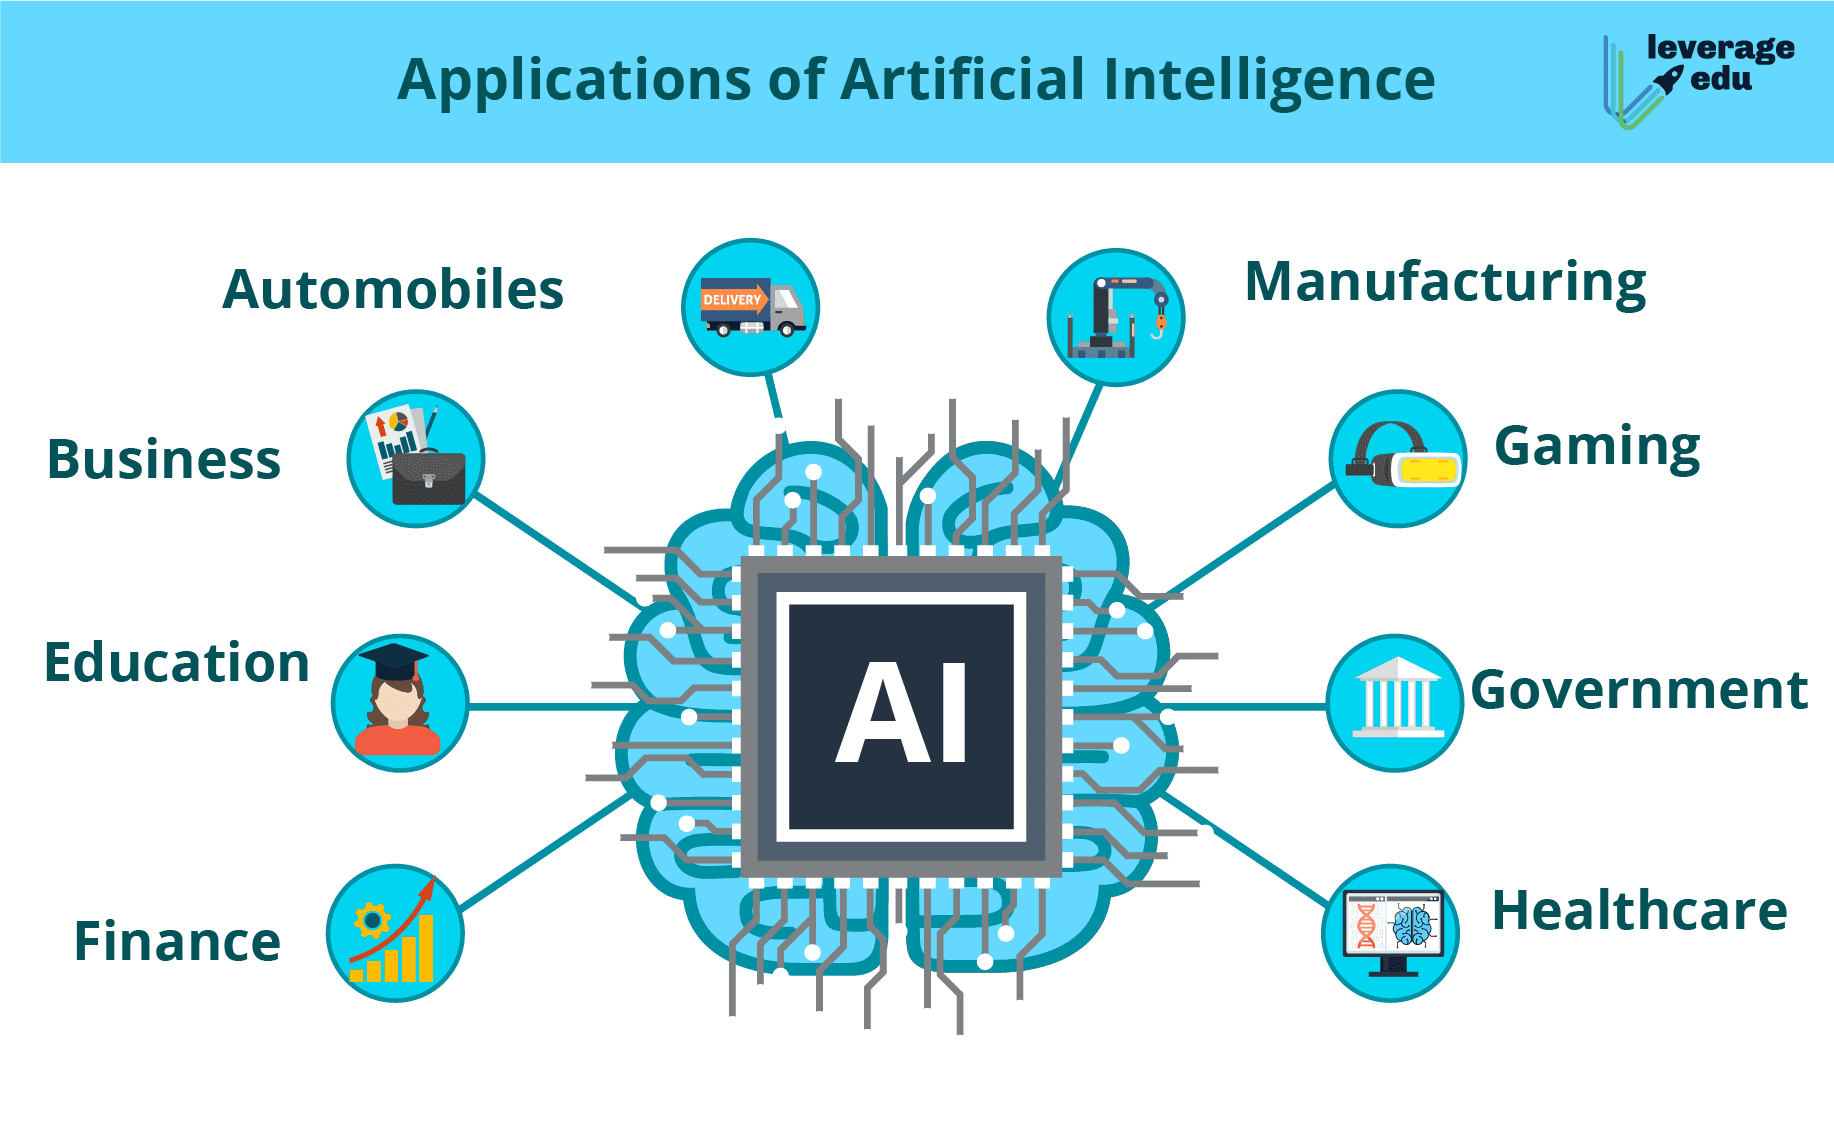 Applications of Artificial Intelligence
leverage
edu
Automobiles
DELIVERY
Manufacturing
Business
Gaming
Education
Government
AI
Finance
Healthcare